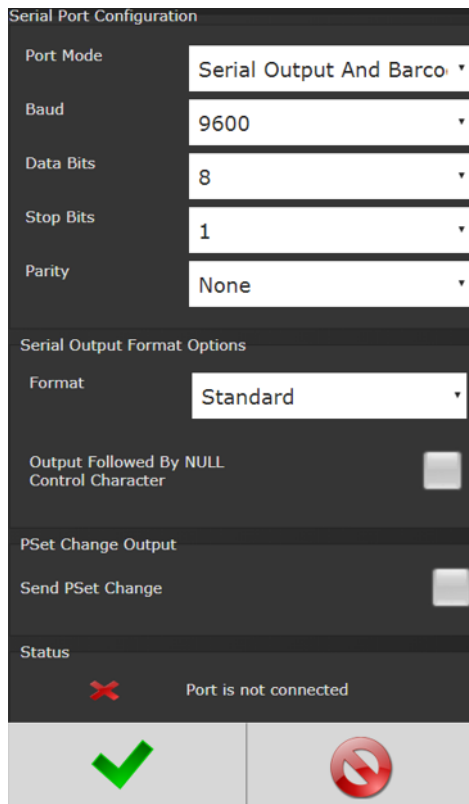 Serial Port Configuration
Port Mode
Serial Output And Barco
Baud
9600
Data Bits
8
Stop Bits
1
Parity
None
Serial Output Format Options
Format
Standard
Output Followed By NULL
Control Character
PSet Change Output
Send PSet Change
Status
Port is not connected